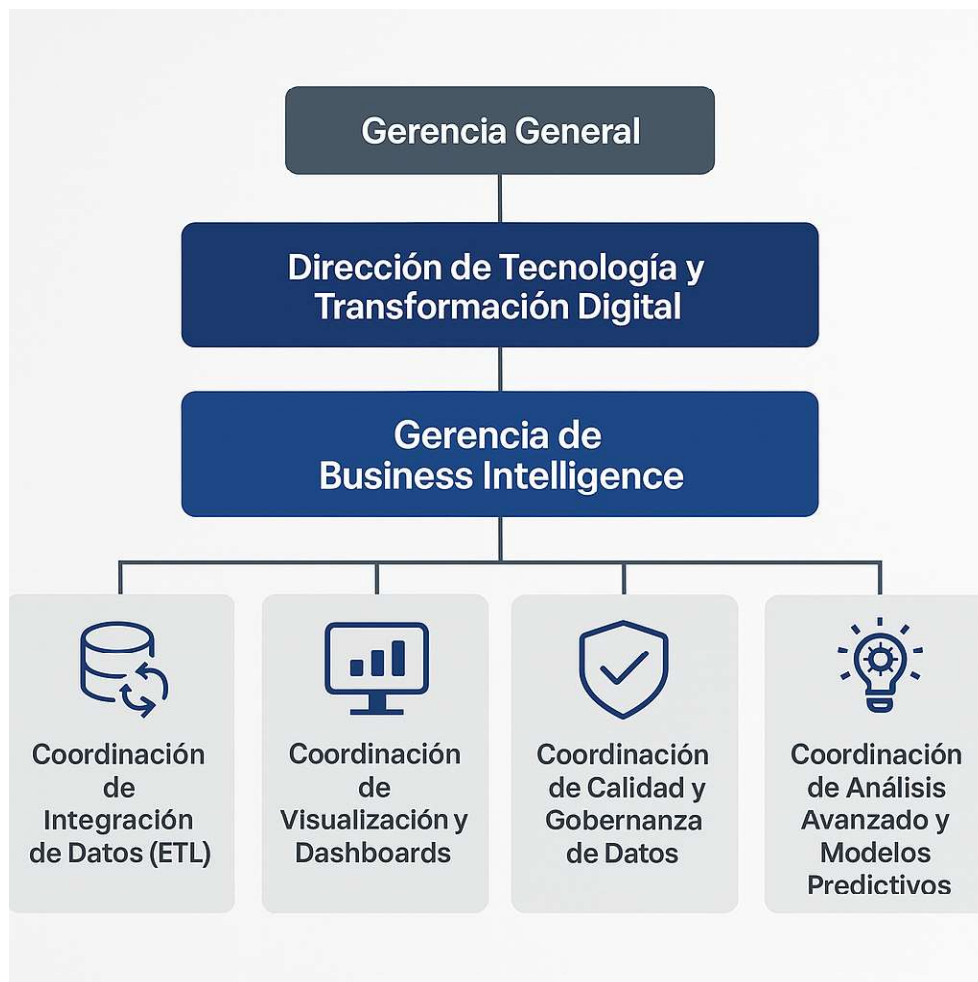 Gerencia General
Dirección de Tecnología y
Transformación Digital
Gerencia de
Business Intelligence
Coordinación
de
Integración
de Datos (ETL)
Coordinación
de
Visualización y
Dashboards
Coordinación
de Calidad y
Gobernanza
de Datos
Coordinación
de Análisis
Avanzado y
Modelos
Predictivos